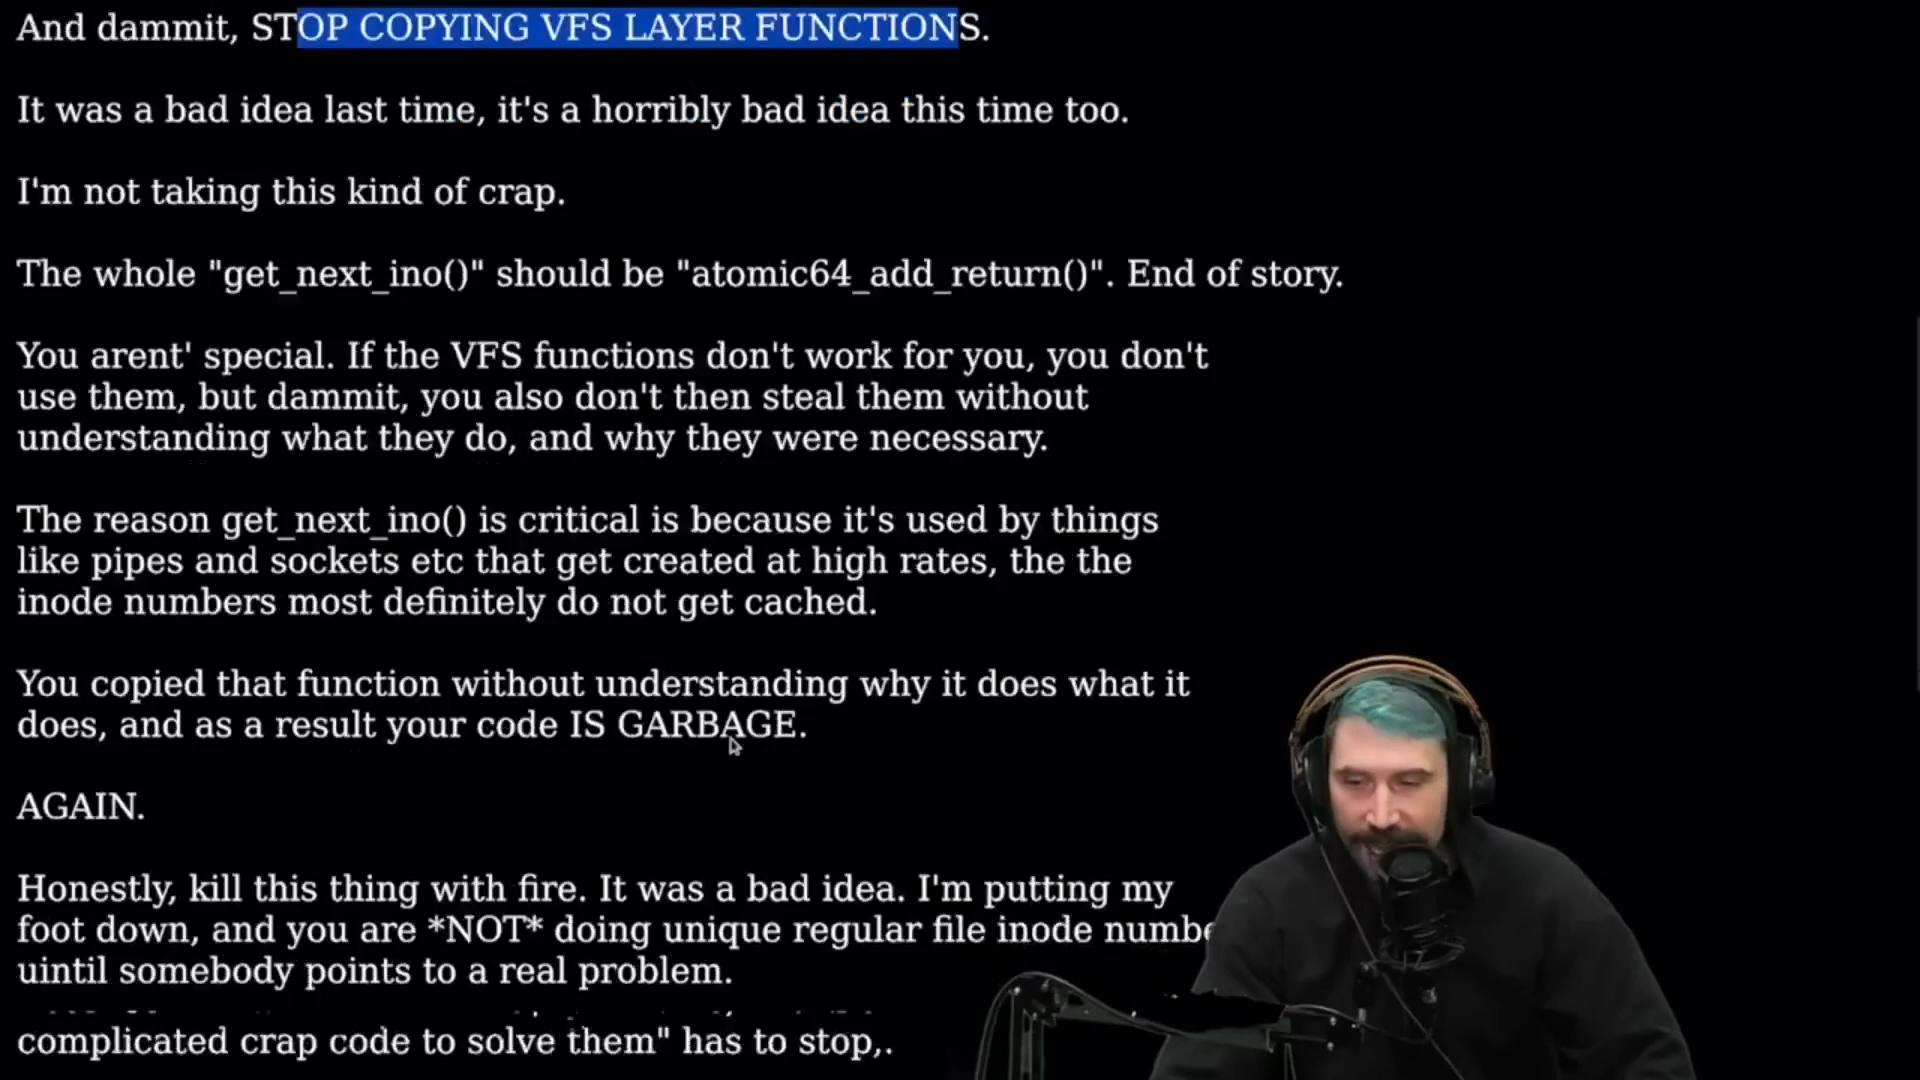 And dammit, STOP COPYING VFS LAYER FUNCTIONS.
It was a bad idea last time, it's a horribly bad idea this time too.
I'm not taking this kind of crap.
The whole "get_next_ino()" should be "atomic64_add_return()". End of story.
You arent' special. If the VFS functions don't work for you, you don't
use them, but dammit, you also don't then steal them without
understanding what they do, and why they were necessary.
The reason get_next_ino() is critical is because it's used by things
like pipes and sockets etc that get created at high rates, the the
inode numbers most definitely do not get cached.
You copied that function without understanding why it does what it
does, and as a result your code IS GARBAGE.
AGAIN.
Honestly, kill this thing with fire. It was a bad idea. I'm putting my
foot down, and you are *NOT* doing unique regular file inode
uintil somebody points to a real problem.
complicated crap code to solve them" has to stop,.